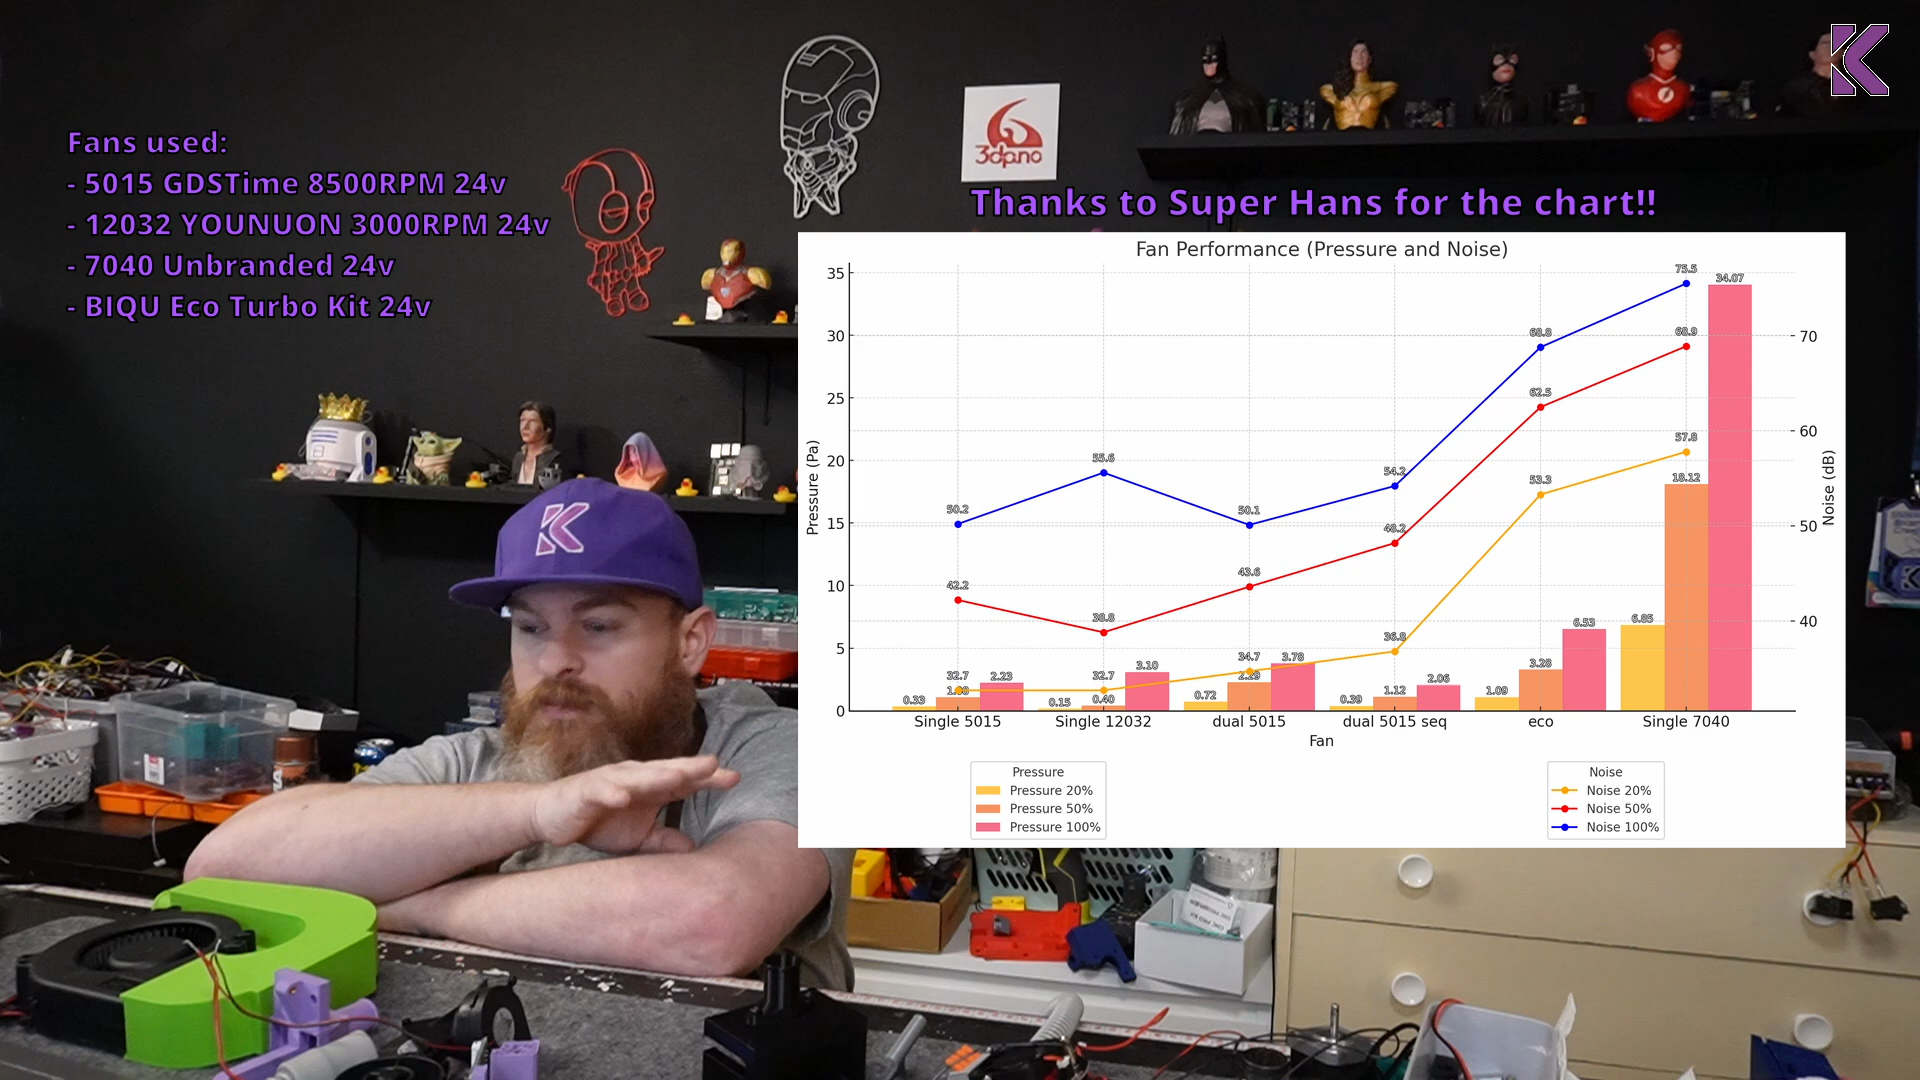 Fans used:
- 5015 GDSTime 8500RPM 24v
- 12032 YOUNUON 3000RPM 24v
- 7040 Unbranded 24v
- BIQU Eco Turbo Kit 24v
3dp.no
Thanks to Super Hans for the chart!!
Fan Performance (Pressure and Noise)
Pressure (Pa)
35
30
25
20
15
10
5
0
Noise (dB)
70
60
50
40
50.2
55.6
50.1
54.2
68.8
75.5
42.2
38.8
43.6
48.2
62.5
68.9
32.7
32.7
34.7
36.8
53.3
57.8
0.33
1.08
2.23
0.15
0.40
3.10
0.72
2.29
3.78
0.39
1.12
2.06
1.09
3.28
6.53
6.85
18.12
34.07
Single 5015
Single 12032
dual 5015
dual 5015 seq
eco
Single 7040
Fan
Pressure
Pressure 20%
Pressure 50%
Pressure 100%
Noise
Noise 20%
Noise 50%
Noise 100%